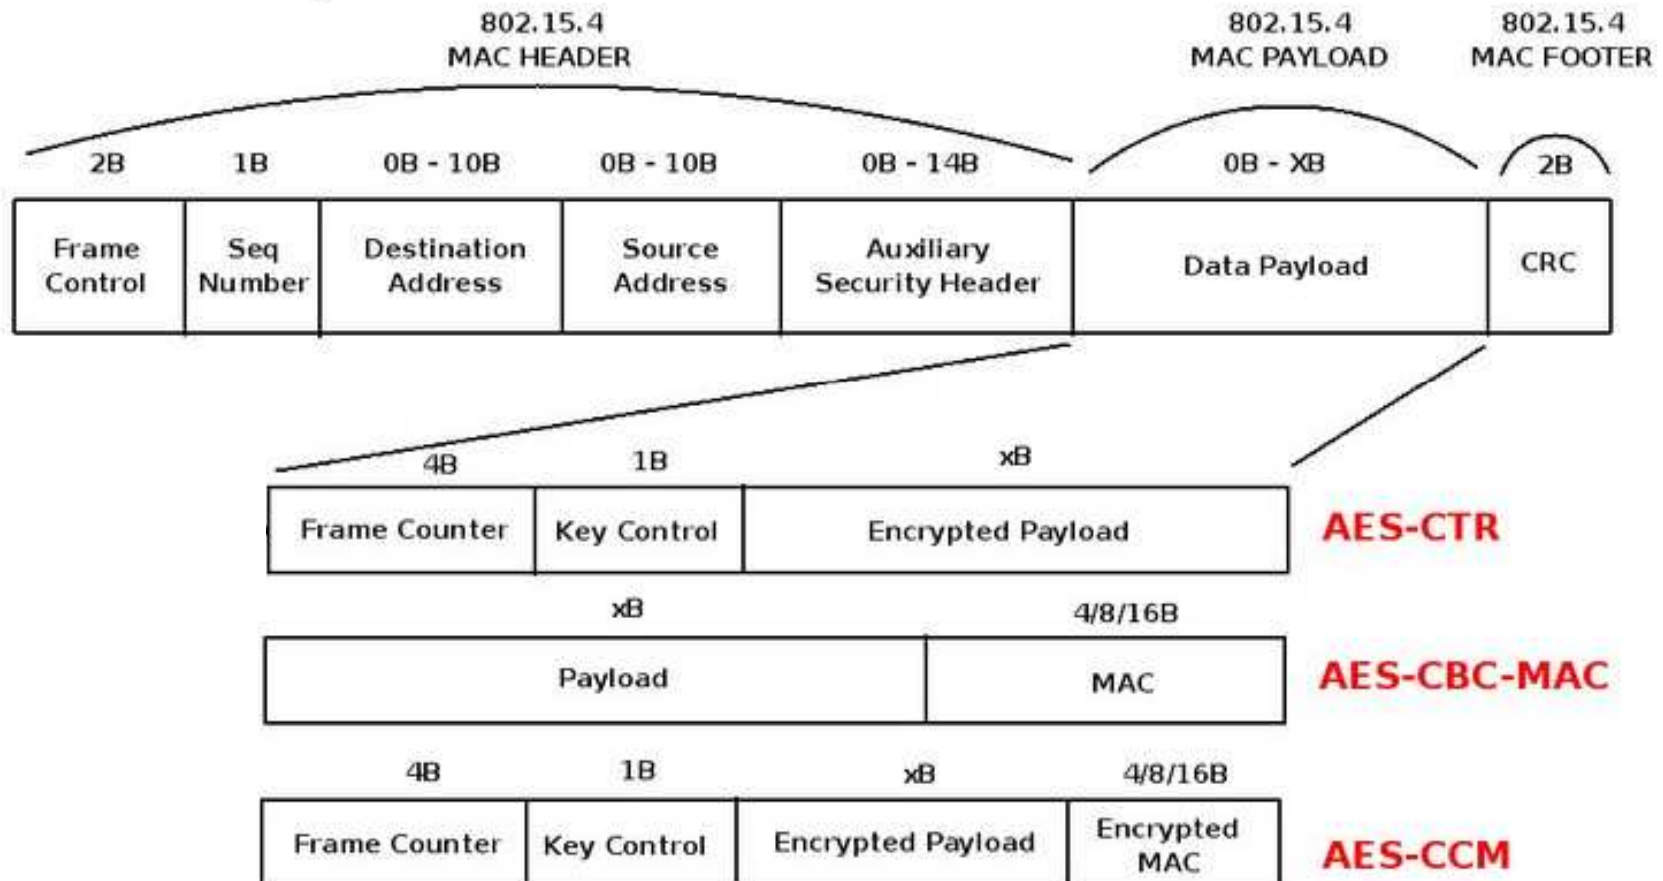 802.15.4 802.15.4 802.15.4
MAC HEADER MAC PAYLOAD MAC FOOTER
2B 1B 0B - 10B 0B - 10B 0B - 14B 0B - XB 2B
Frame Seq Destination Source Auxiliary Data Payload CRC
Control Number Address Address Security Header
4B 1B xB
Frame Counter Key Control Encrypted Payload AES-CTR
xB 4/8/16B
Payload MAC AES-CBC-MAC
4B 1B xB 4/8/16B
Frame Counter Key Control Encrypted Payload Encrypted AES-CCM
MAC